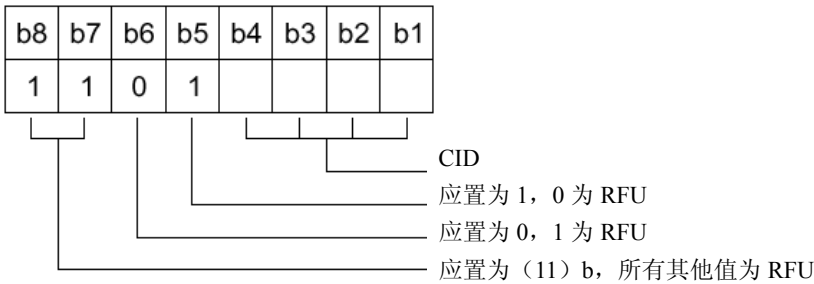 b8 b7 b6 b5 b4 b3 b2 b1
1 1 0 1
CID
应置为 1，0 为 RFU
应置为 0，1 为 RFU
应置为（11）b，所有其他值为 RFU